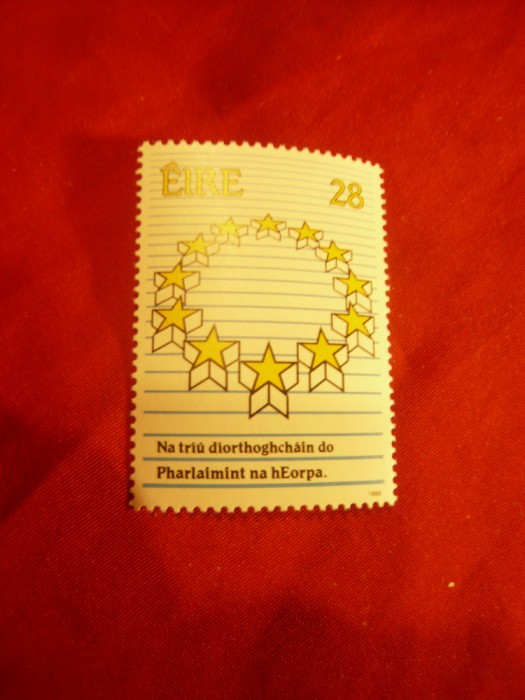 ÉIRE 28
Na tríú díorthoghcháin do
Pharlaimint na hEorpa.